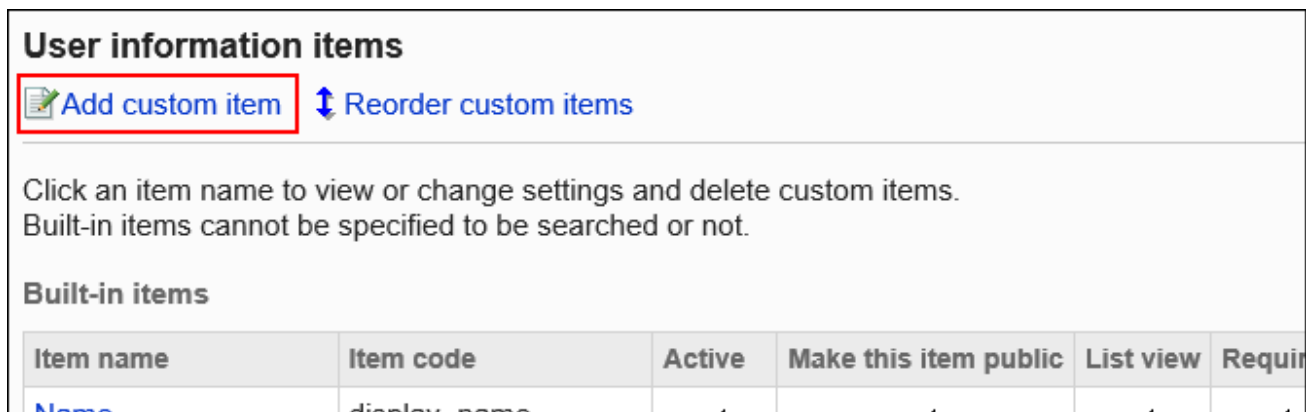 User information items
Add custom item Reorder custom items
Click an item name to view or change settings and delete custom items.
Built-in items cannot be specified to be searched or not.
Built-in items
Item name Item code Active Make this item public List view